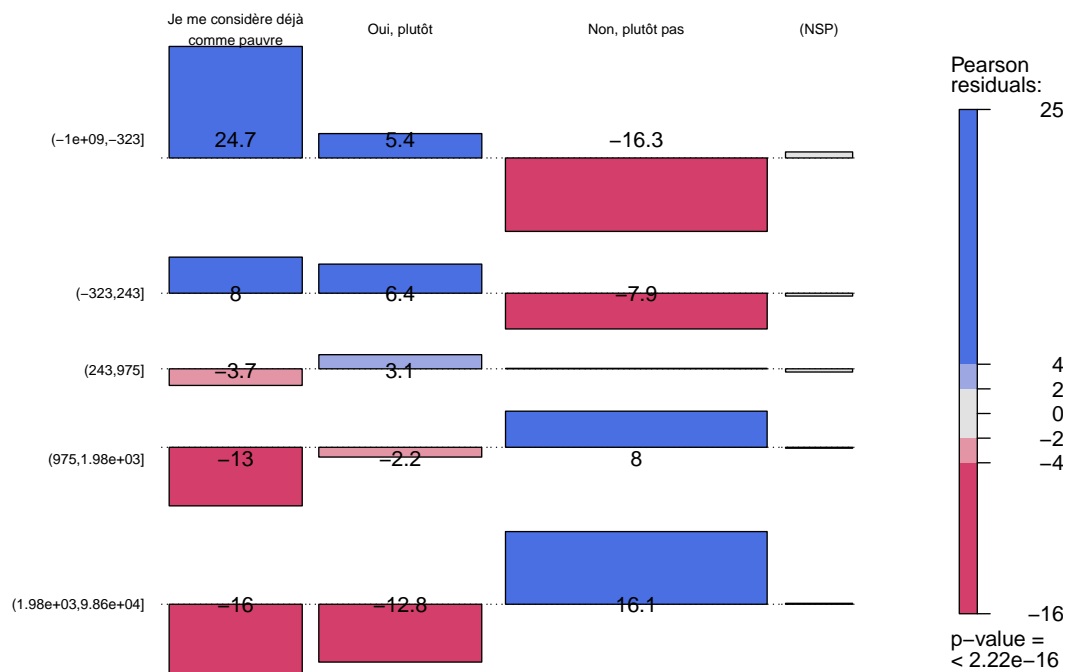 Je me considère déjà
comme pauvre
Oui, plutôt
Non, plutôt pas
(NSP)
(−1e+09,−323]
24.7
5.4
−16.3
(−323,243]
8
6.4
−7.9
(243,975]
−3.7
3.1
(975,1.98e+03]
−13
−2.2
8
(1.98e+03,9.86e+04]
−16
−12.8
16.1
Pearson
residuals:
25
4
2
0
−2
−4
−16
p−value =
< 2.22e−16